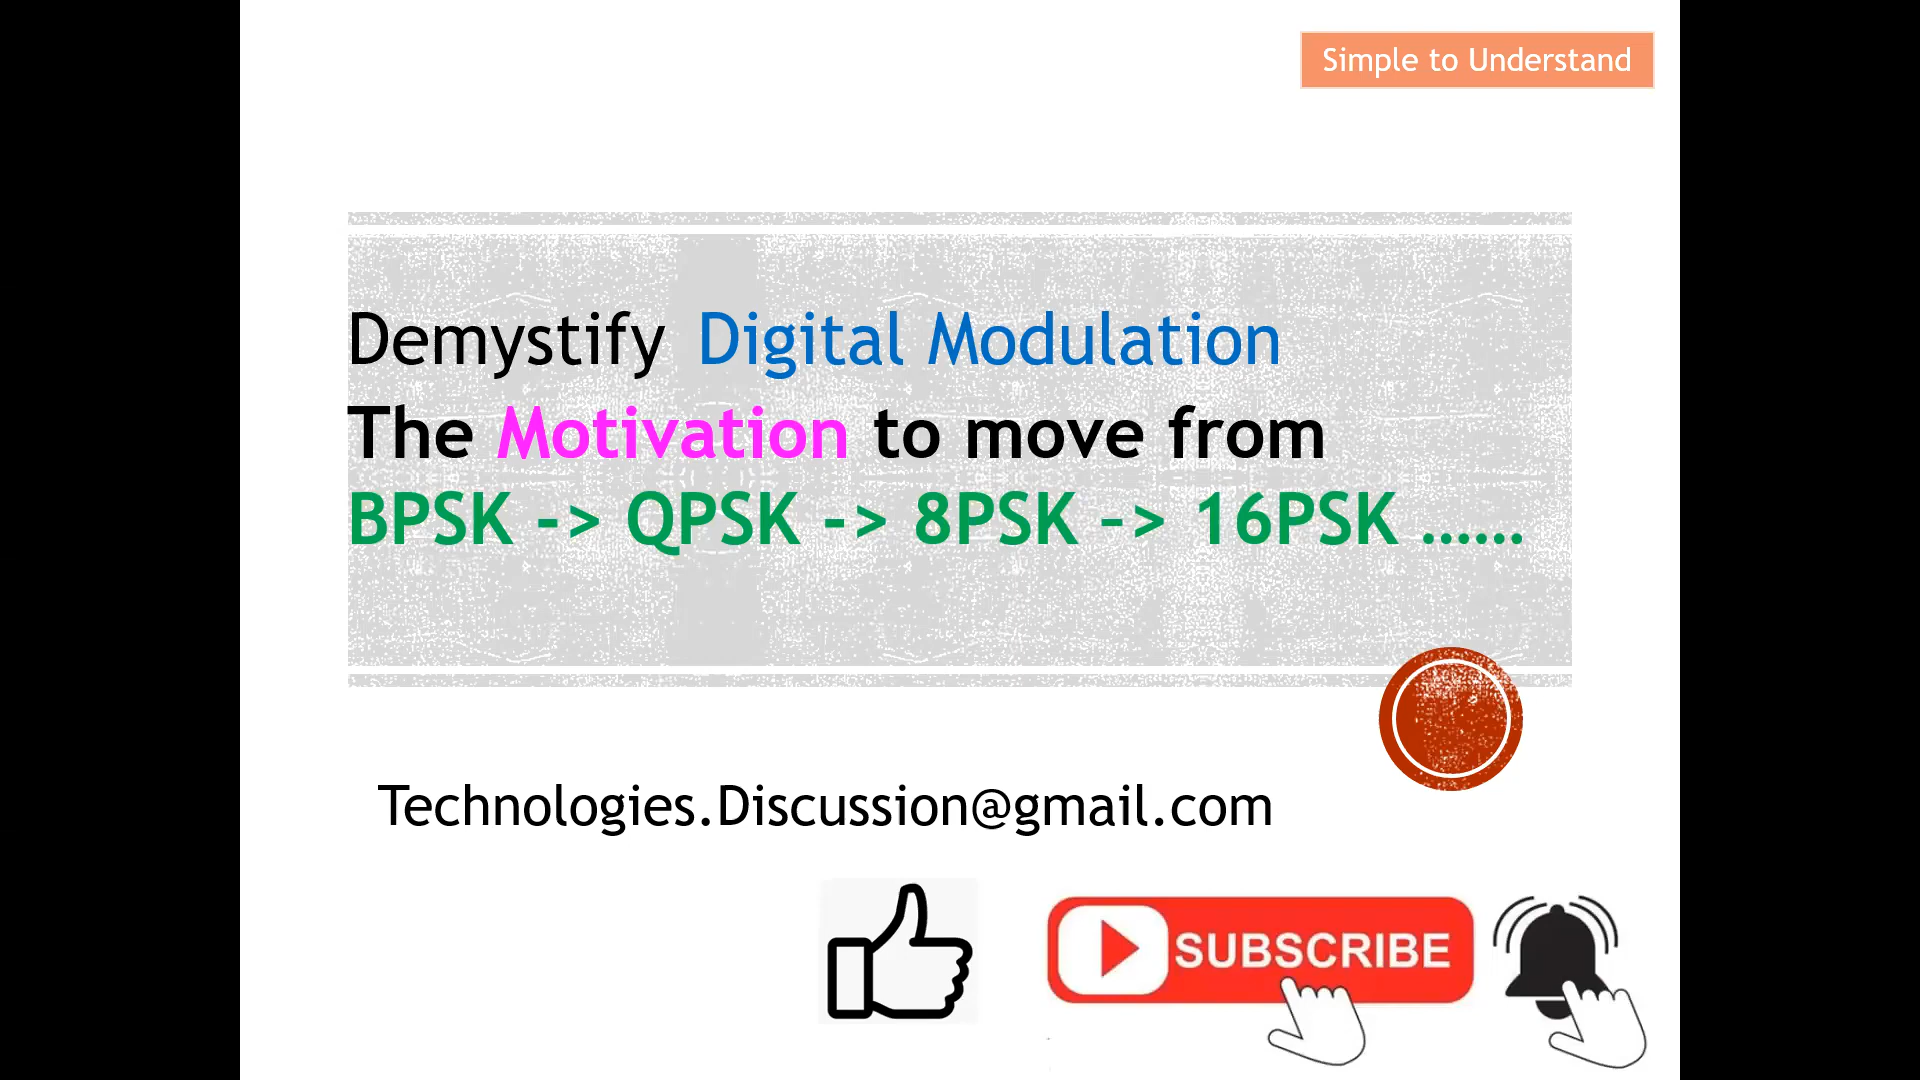 Simple to Understand
Demystify Digital Modulation
The Motivation to move from
BPSK -> QPSK -> 8PSK -> 16PSK ……
Technologies.Discussion@gmail.com
SUBSCRIBE